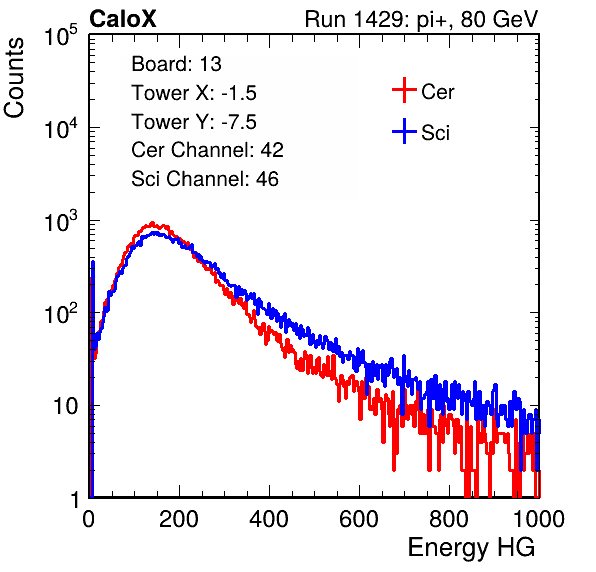 CaloX Run 1429: pi+, 80 GeV
Counts
Board: 13
Tower X: -1.5
Tower Y: -7.5
Cer Channel: 42
Sci Channel: 46
Cer
Sci
10^5
10^4
10^3
10^2
10
1
0 200 400 600 800 1000
Energy HG